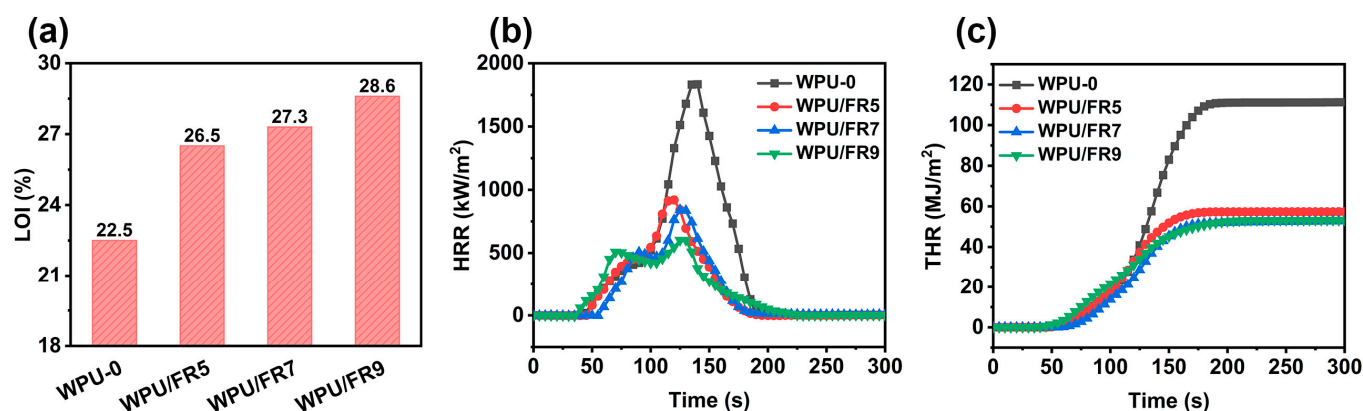 (a)
30
27
24
21
18
LOI (%)
22.5
26.5
27.3
28.6
WPU-0
WPU/FR5
WPU/FR7
WPU/FR9
(b)
2000
1500
1000
500
0
HRR (kW/m²)
WPU-0
WPU/FR5
WPU/FR7
WPU/FR9
0 50 100 150 200 250 300
Time (s)
(c)
120
100
80
60
40
20
0
THR (MJ/m²)
WPU-0
WPU/FR5
WPU/FR7
WPU/FR9
0 50 100 150 200 250 300
Time (s)